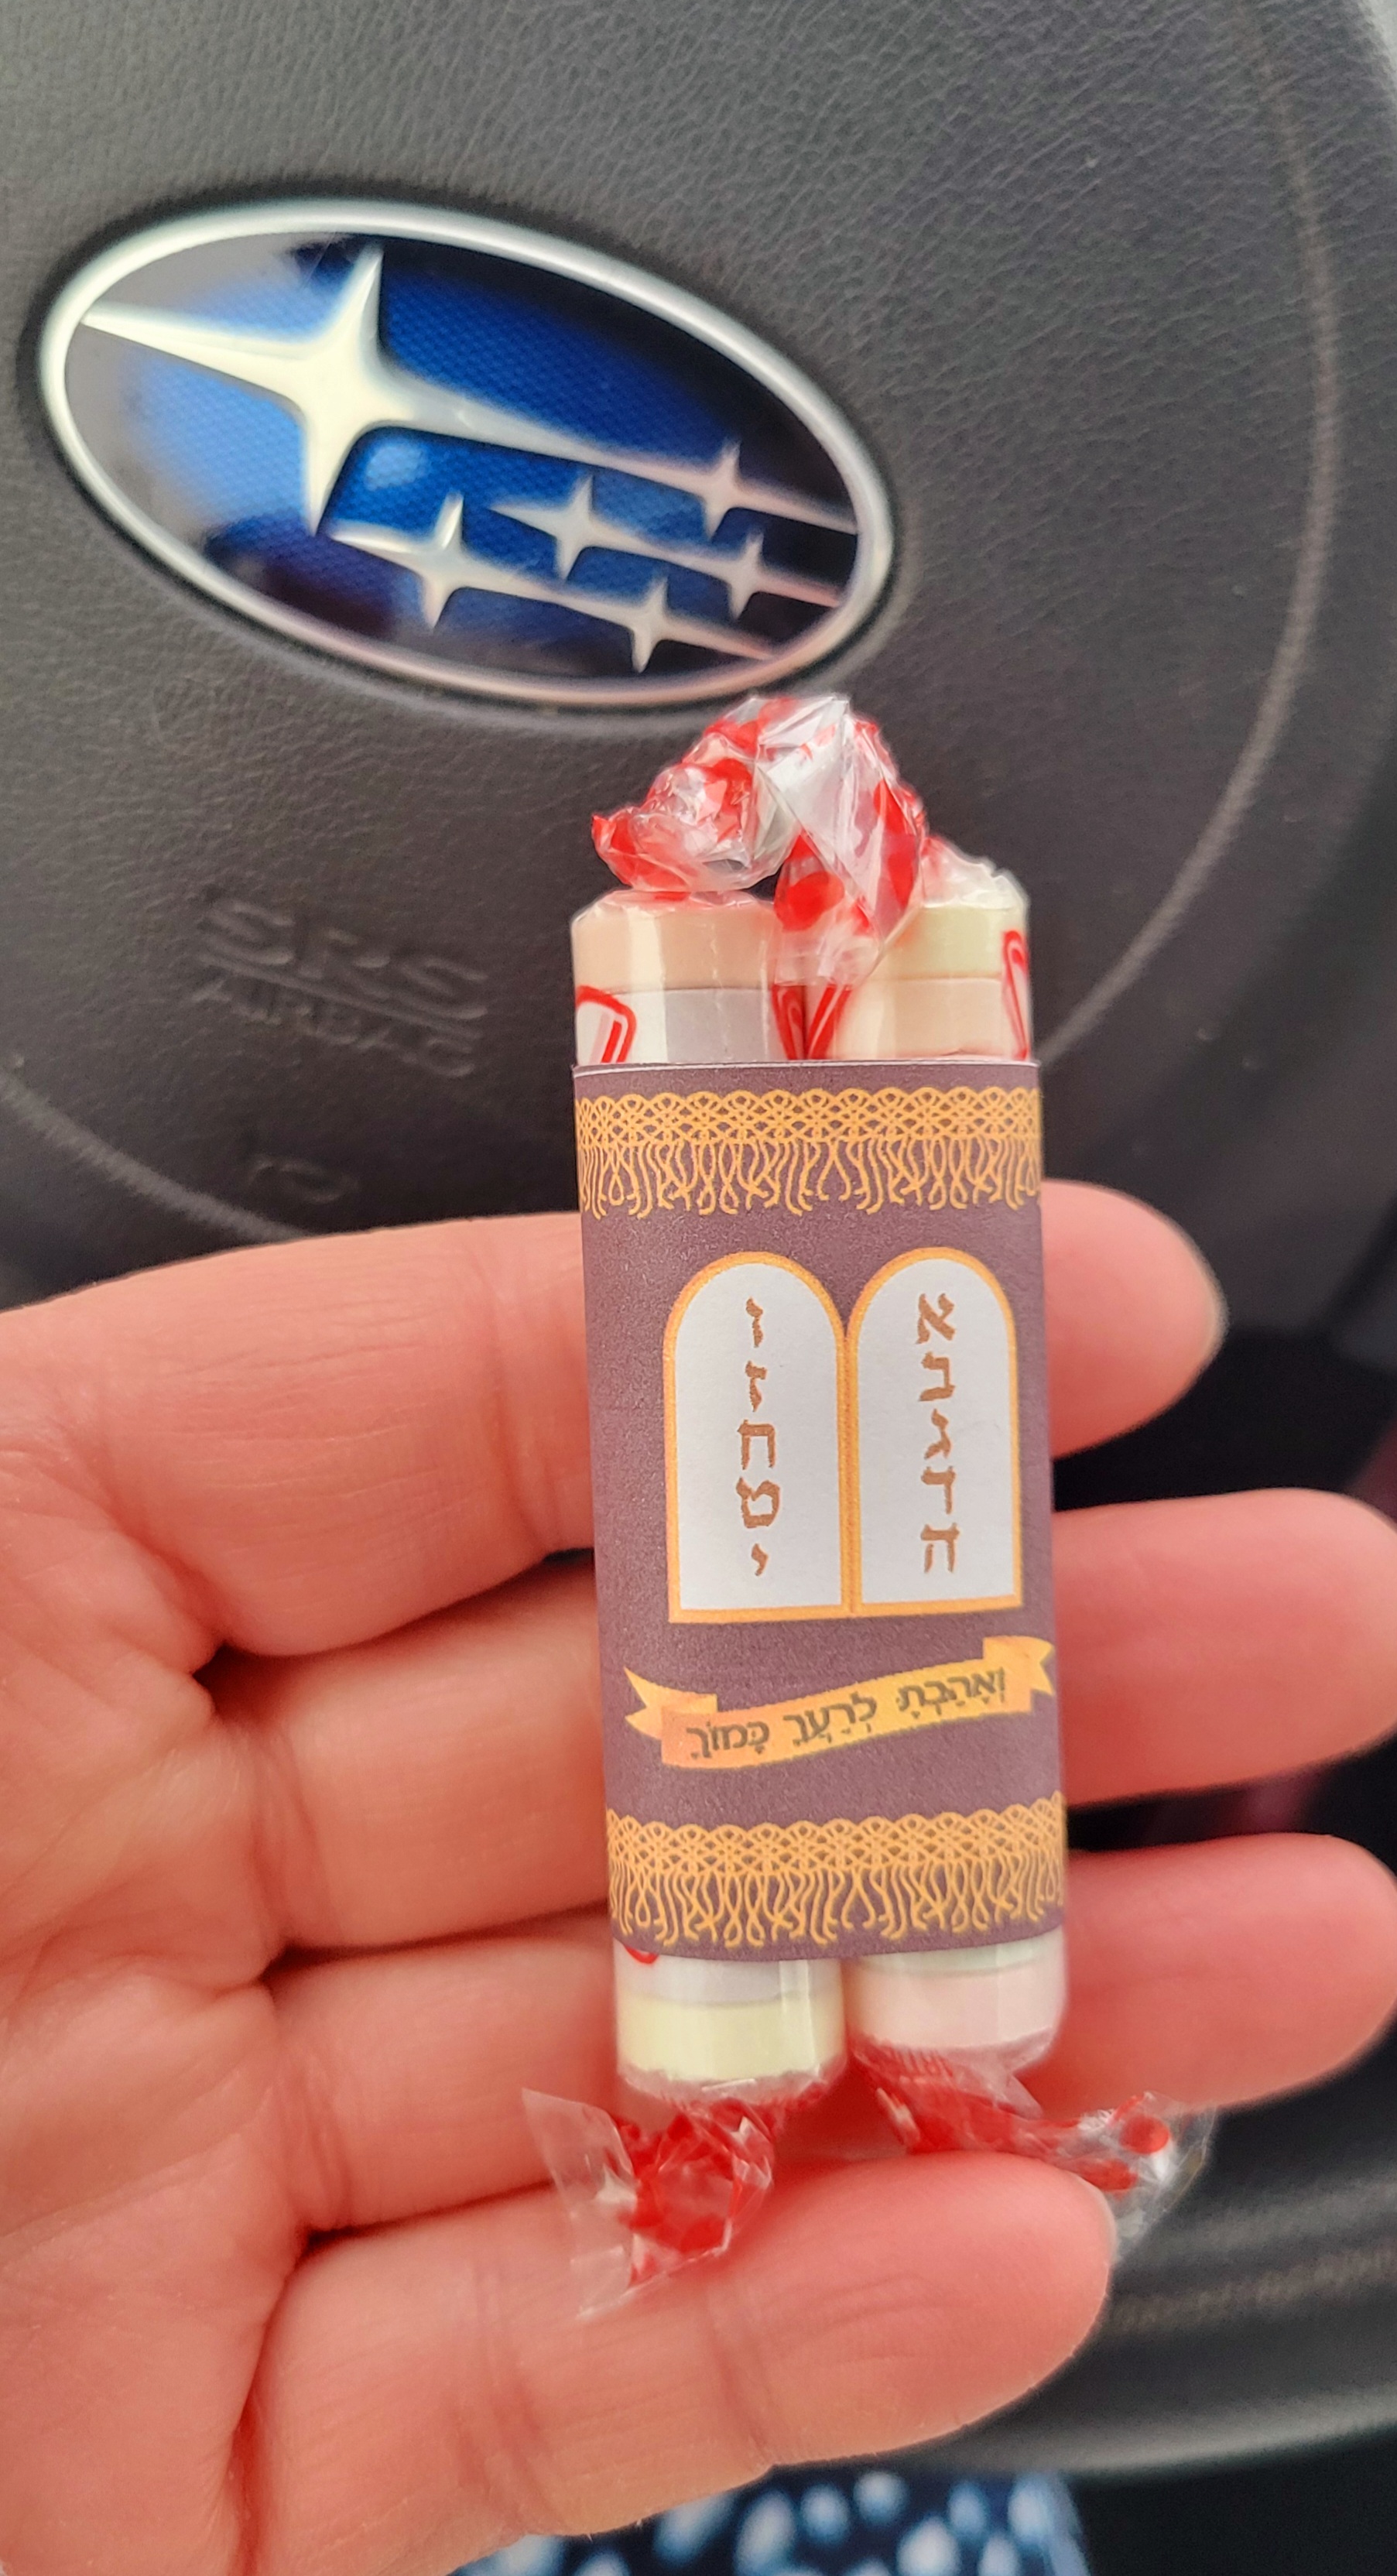 SRS
AIRBAG
א
ב
ג
ד
ה
ו
ז
ח
ט
י
וְאָהַבְתָּ לְרֵעֲךָ כָּמוֹךָ